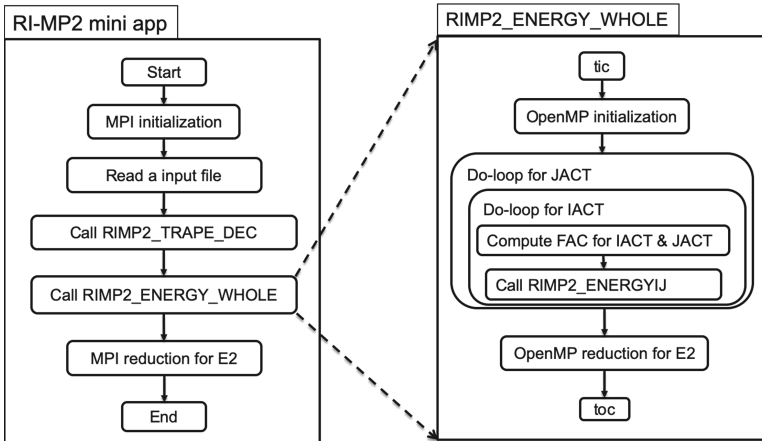 RI-MP2 mini app
Start
MPI initialization
Read a input file
Call RIMP2_TRAPE_DEC
Call RIMP2_ENERGY_WHOLE
MPI reduction for E2
End
RIMP2_ENERGY_WHOLE
tic
OpenMP initialization
Do-loop for JACT
Do-loop for IACT
Compute FAC for IACT & JACT
Call RIMP2_ENERGYIJ
OpenMP reduction for E2
toc